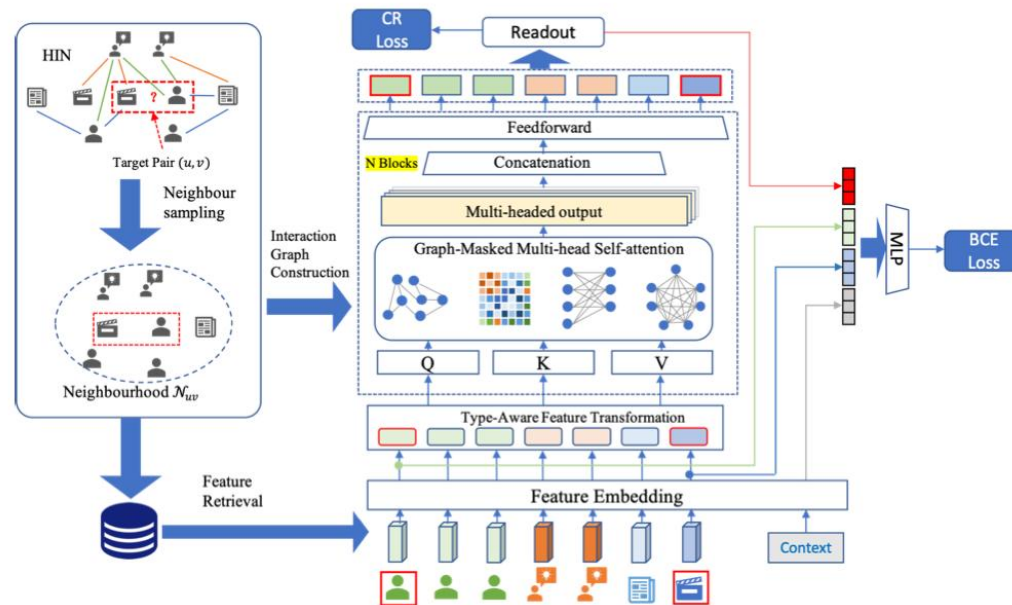 HIN
?
Target Pair (u, v)
Neighbour
sampling
Neighbourhood 𝒩uv
Interaction
Graph
Construction
Feature
Retrieval
CR
Loss
Readout
Feedforward
N Blocks
Concatenation
Multi-headed output
Graph-Masked Multi-head Self-attention
Q
K
V
Type-Aware Feature Transformation
Feature Embedding
Context
MLP
BCE
Loss